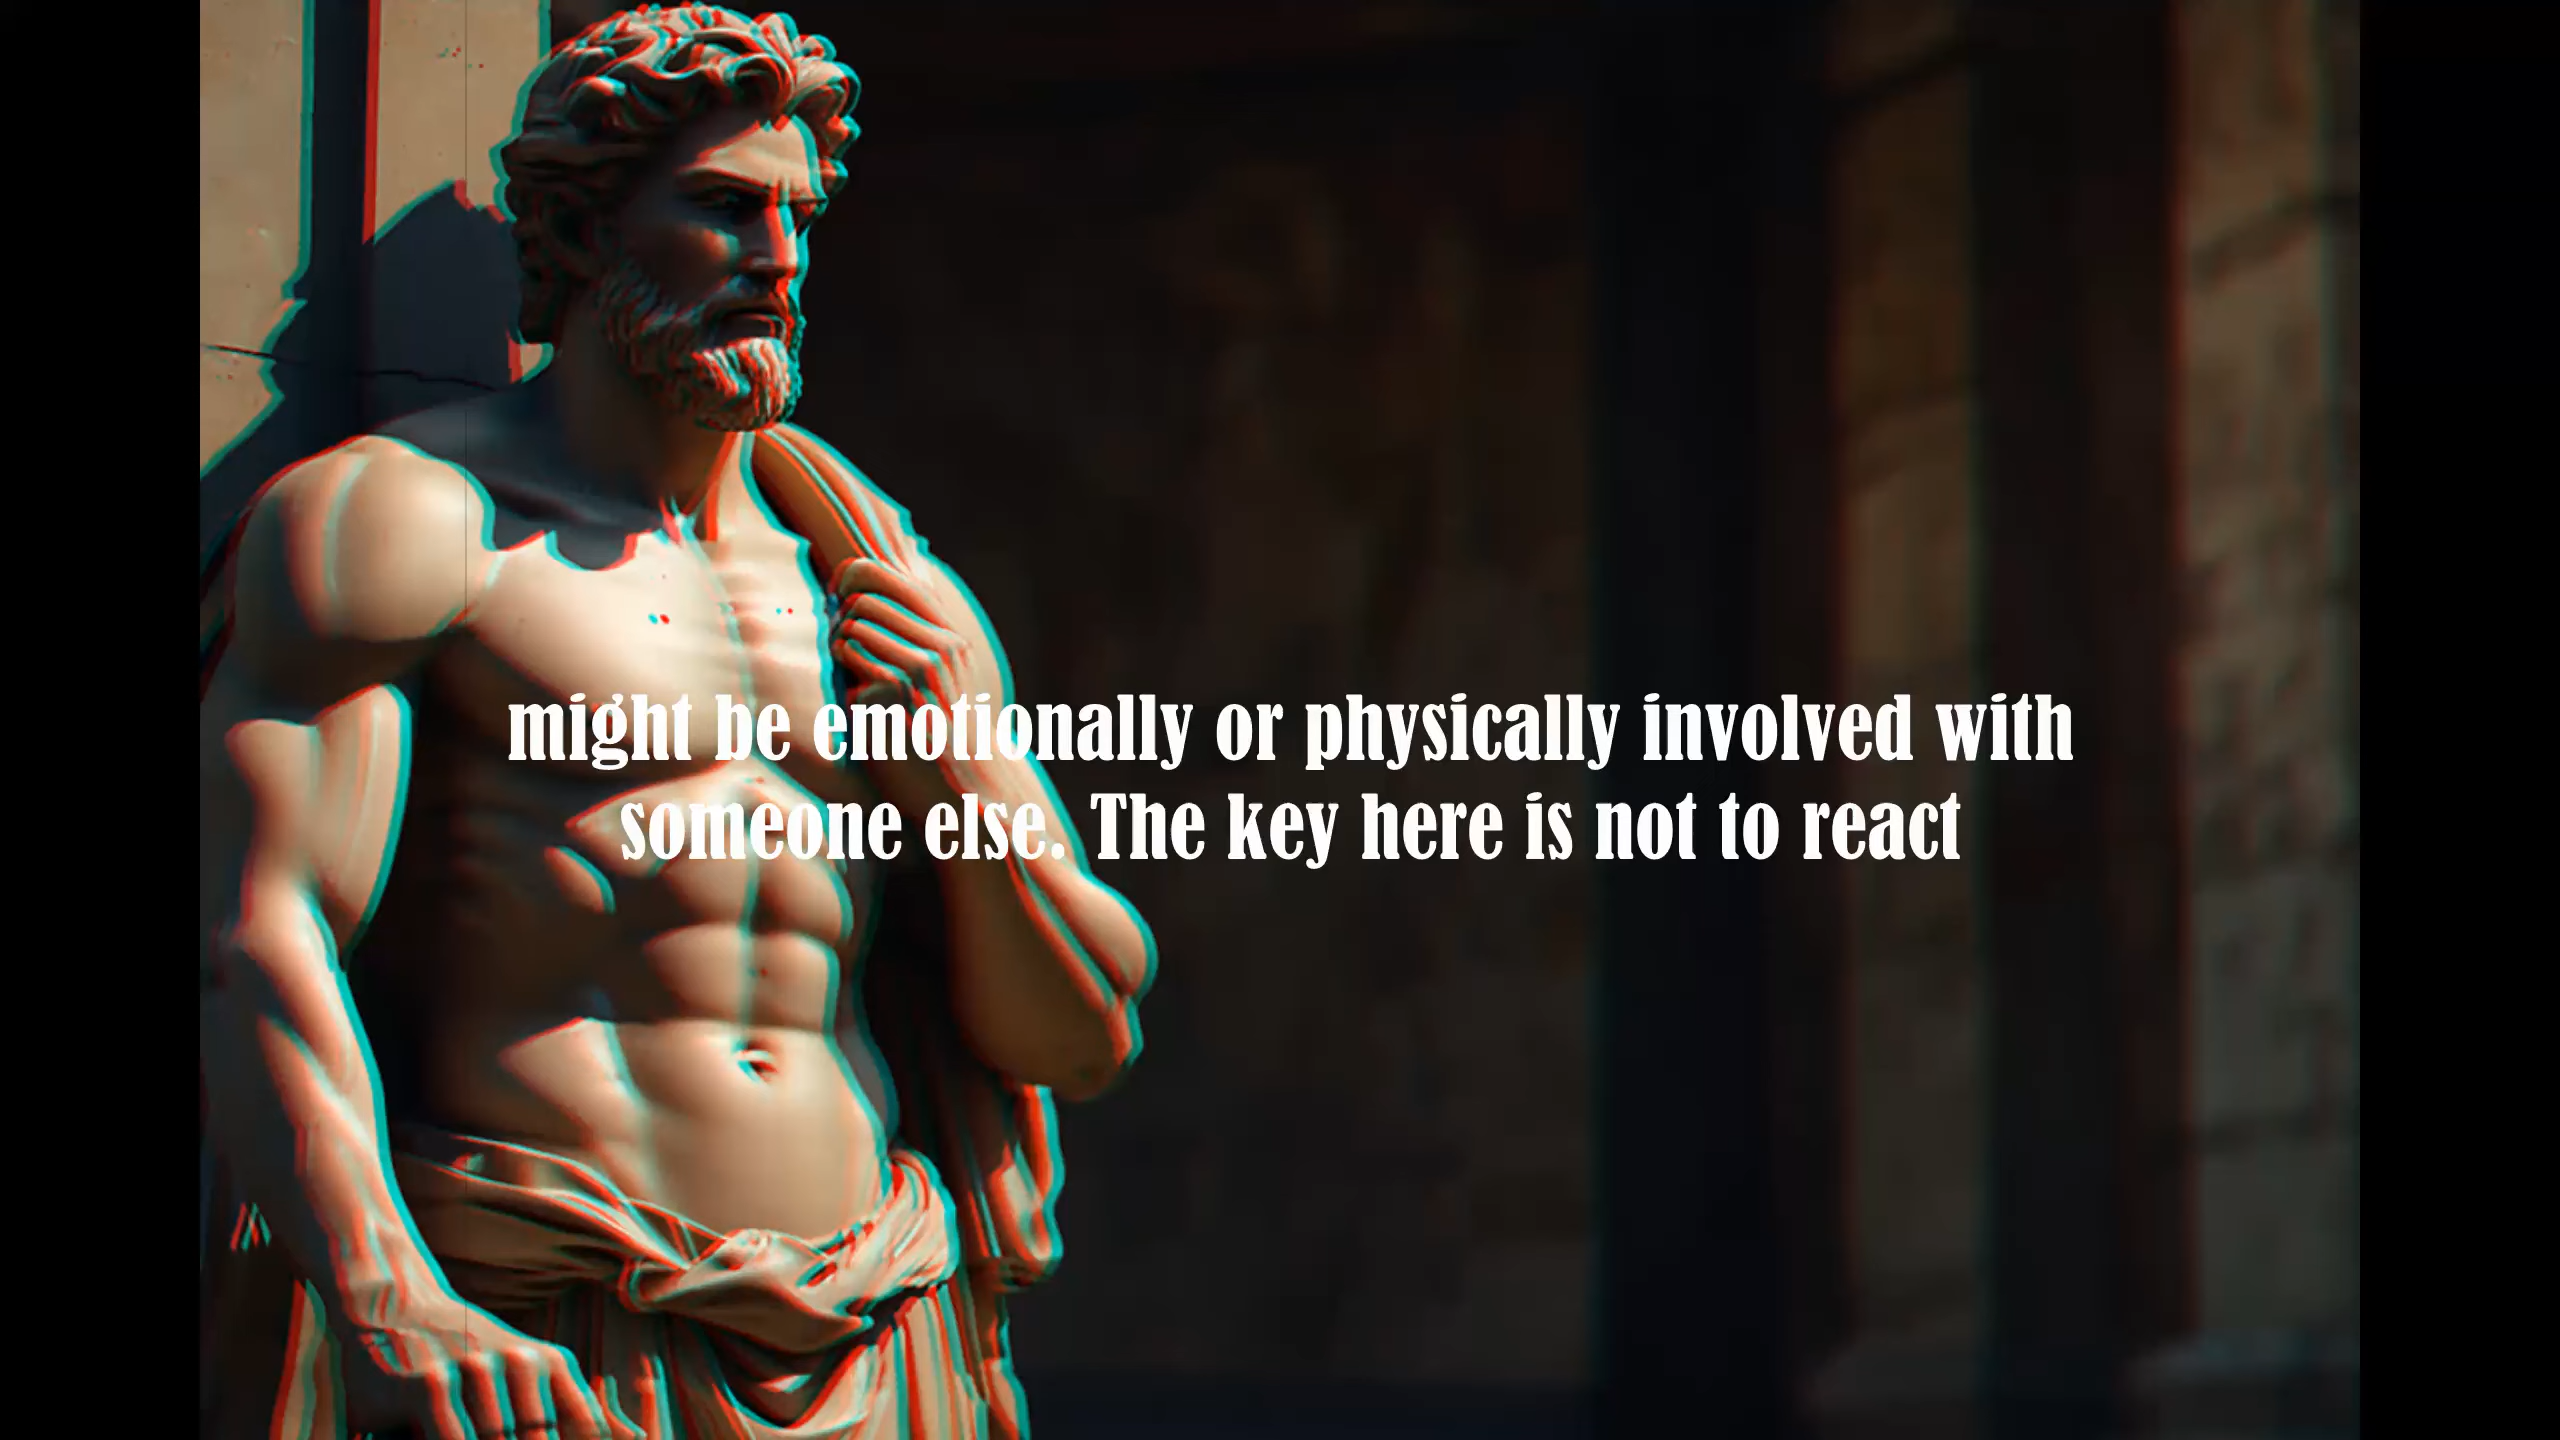 might be emotionally or physically involved with
someone else. The key here is not to react